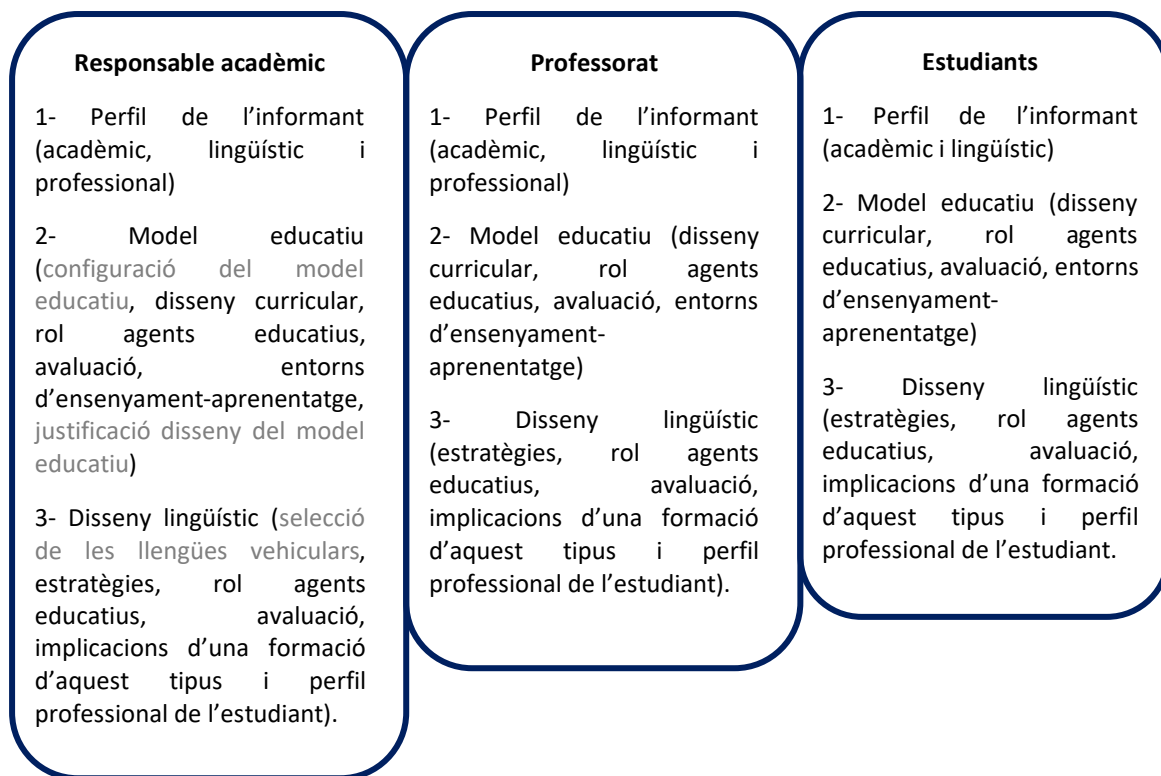 Responsable acadèmic
1- Perfil de l’informant
(acadèmic, lingüístic i
professional)
2- Model educatiu
(configuració del model
educatiu, disseny curricular,
rol agents educatius,
avaluació, entorns
d’ensenyament-aprenentatge,
justificació disseny del model
educatiu)
3- Disseny lingüístic (selecció
de les llengües vehiculars,
estratègies, rol agents
educatius, avaluació,
implicacions d’una formació
d’aquest tipus i perfil
professional de l’estudiant).
Professorat
1- Perfil de l’informant
(acadèmic, lingüístic i
professional)
2- Model educatiu (disseny
curricular, rol agents
educatius, avaluació, entorns
d’ensenyament-
aprenentatge)
3- Disseny lingüístic
(estratègies, rol agents
educatius, avaluació,
implicacions d’una formació
d’aquest tipus i perfil
professional de l’estudiant).
Estudiants
1- Perfil de l’informant
(acadèmic i lingüístic)
2- Model educatiu (disseny
curricular, rol agents
educatius, avaluació, entorns
d’ensenyament-
aprenentatge)
3- Disseny lingüístic
(estratègies, rol agents
educatius, avaluació,
implicacions d’una formació
d’aquest tipus i perfil
professional de l’estudiant.